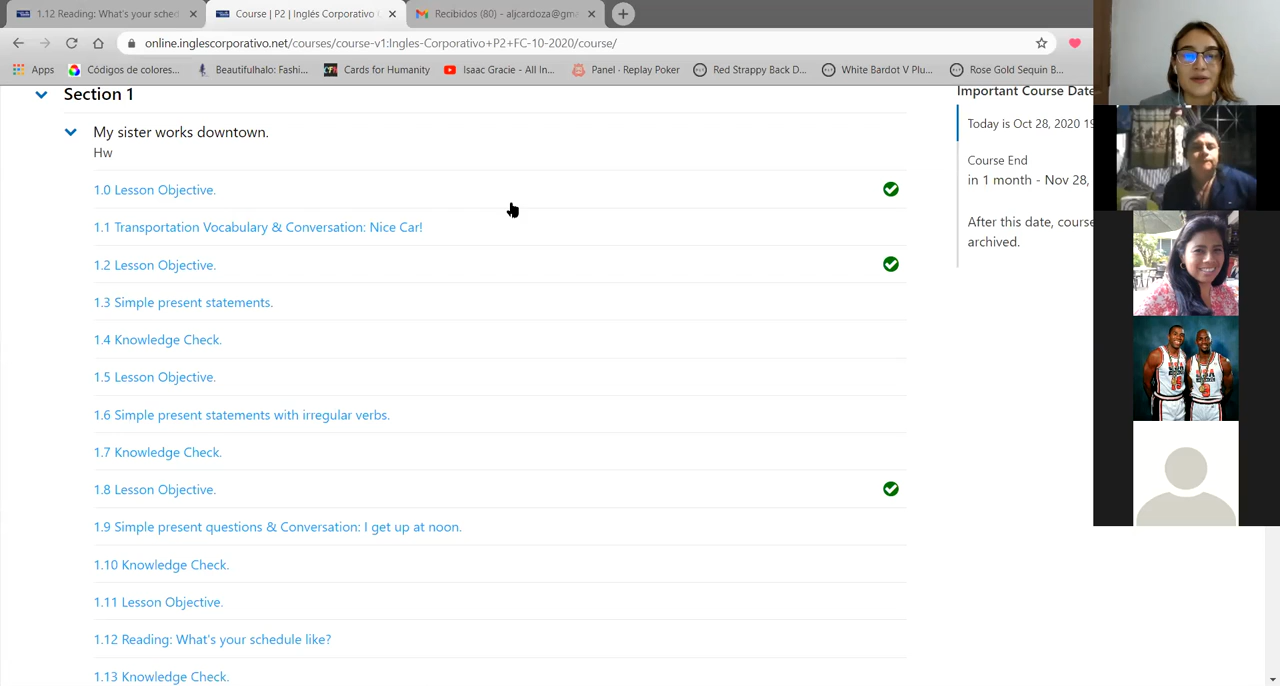 1.12 Reading: What's your sched
Course | P2 | Inglés Corporativo
Recibidos (80) - aljcardoza@gma
online.inglescorporativo.net/courses/course-v1:Ingles-Corporativo+P2+FC-10-2020/course/
Apps
Códigos de colores...
Beautifulhalo: Fashi...
Cards for Humanity
Isaac Gracie - All In...
Panel · Replay Poker
Red Strappy Back D...
White Bardot V Plu...
Rose Gold Sequin B...
Section 1
My sister works downtown.
Hw
1.0 Lesson Objective.
1.1 Transportation Vocabulary & Conversation: Nice Car!
1.2 Lesson Objective.
1.3 Simple present statements.
1.4 Knowledge Check.
1.5 Lesson Objective.
1.6 Simple present statements with irregular verbs.
1.7 Knowledge Check.
1.8 Lesson Objective.
1.9 Simple present questions & Conversation: I get up at noon.
1.10 Knowledge Check.
1.11 Lesson Objective.
1.12 Reading: What's your schedule like?
1.13 Knowledge Check.
Important Course Date
Today is Oct 28, 2020 19
Course End
in 1 month - Nov 28,
After this date, course
archived.